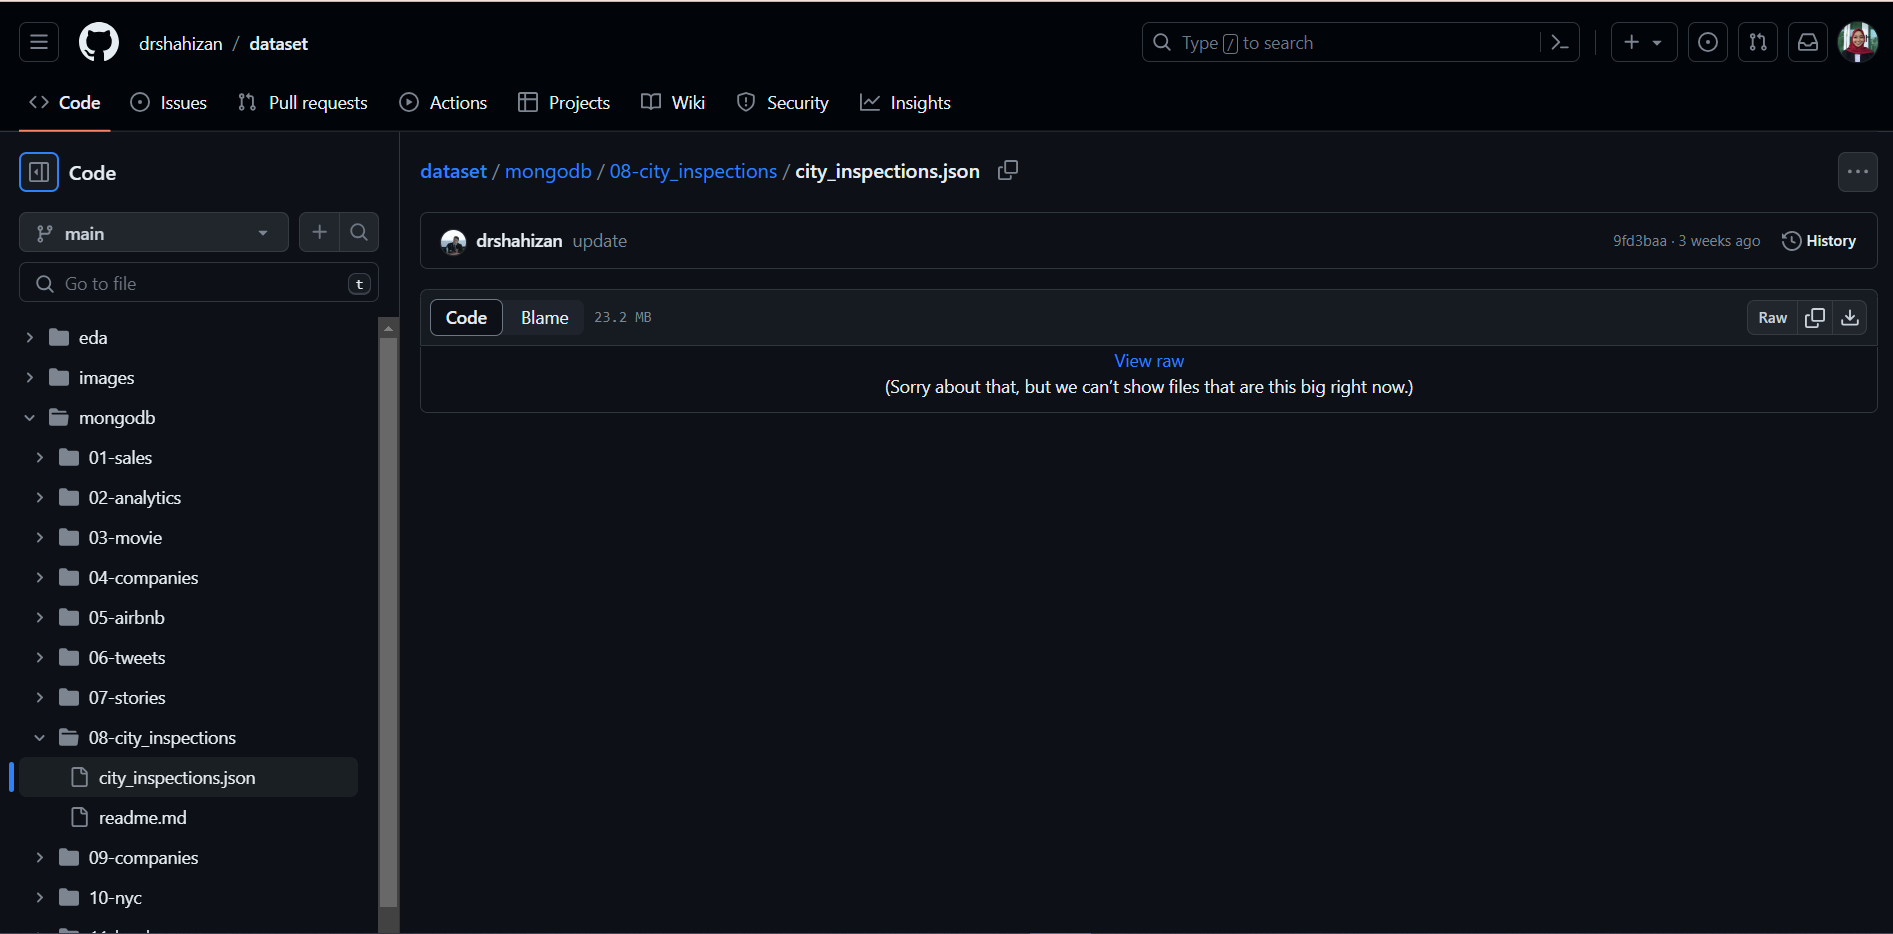 drshahizan / dataset
Type / to search
Code Issues Pull requests Actions Projects Wiki Security Insights
Code
main
Go to file t
eda
images
mongodb
01-sales
02-analytics
03-movie
04-companies
05-airbnb
06-tweets
07-stories
08-city_inspections
city_inspections.json
readme.md
09-companies
10-nyc
dataset / mongodb / 08-city_inspections / city_inspections.json
drshahizan update
9fd3baa · 3 weeks ago History
Code Blame 23.2 MB Raw
View raw
(Sorry about that, but we can’t show files that are this big right now.)